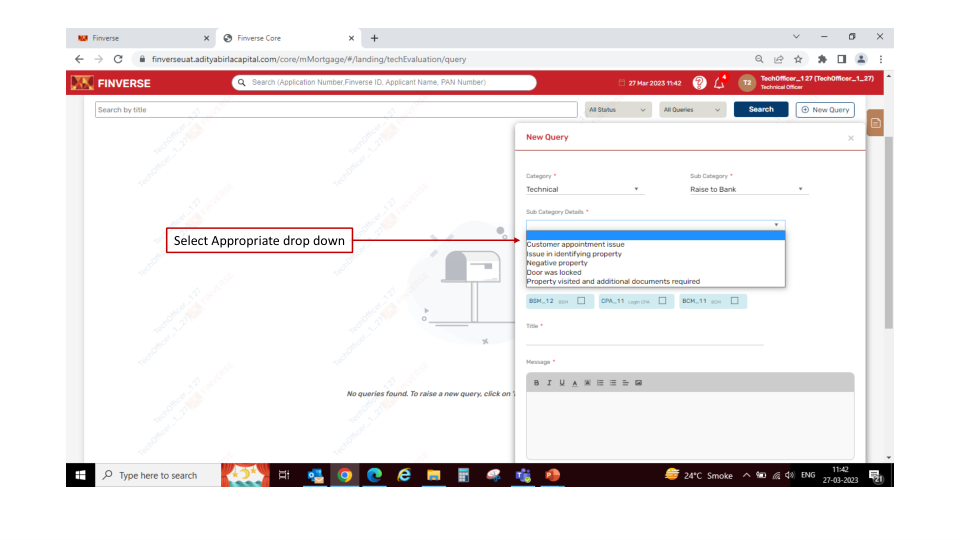 Finverse
Finverse Core
finverseuat.adityabirlacapital.com/core/mMortgage/#/landing/techEvaluation/query
FINVERSE
Search (Application Number,Finverse ID, Applicant Name, PAN Number)
27 Mar 2023 11:42
4
T2
TechOfficer_127 (TechOfficer_1_27)
Technical Officer
Search by title
All Status
All Queries
Search
New Query
New Query
Category *
Sub Category *
Technical
Raise to Bank
Sub Category Details *
Select Appropriate drop down
Customer appointment issue
Issue in identifying property
Negative property
Door was locked
Property visited and additional documents required
BSM_12 BSM
CPA_11 Login CPA
BCM_11 BCM
Title *
Message *
B I U A
No queries found. To raise a new query, click on '
Type here to search
24°C Smoke
ENG
11:42
27-03-2023
21